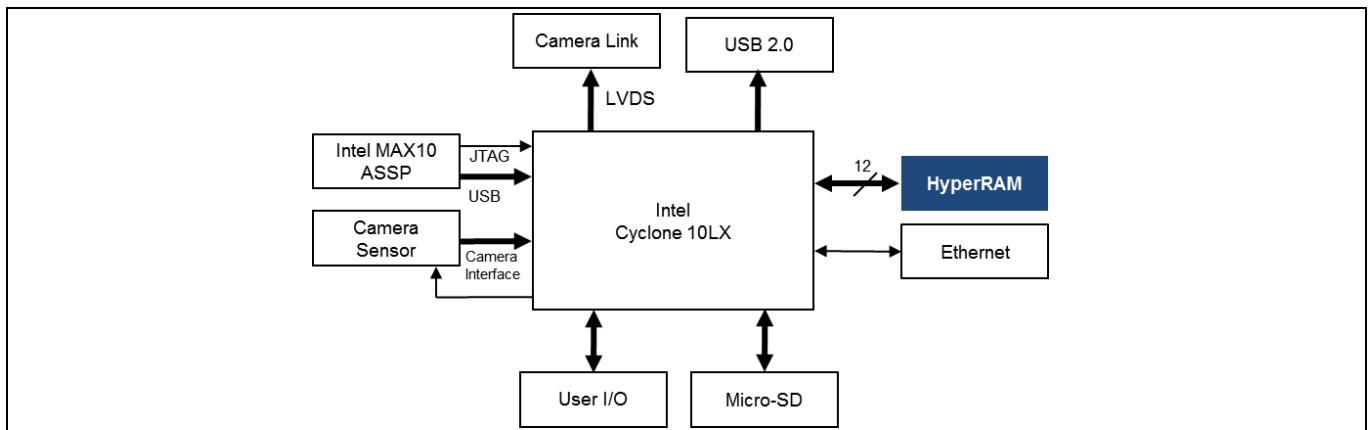 Camera Link
USB 2.0
LVDS
Intel MAX10
ASSP
JTAG
USB
12
HyperRAM
Intel
Cyclone 10LX
Camera
Sensor
Camera
Interface
Ethernet
User I/O
Micro-SD